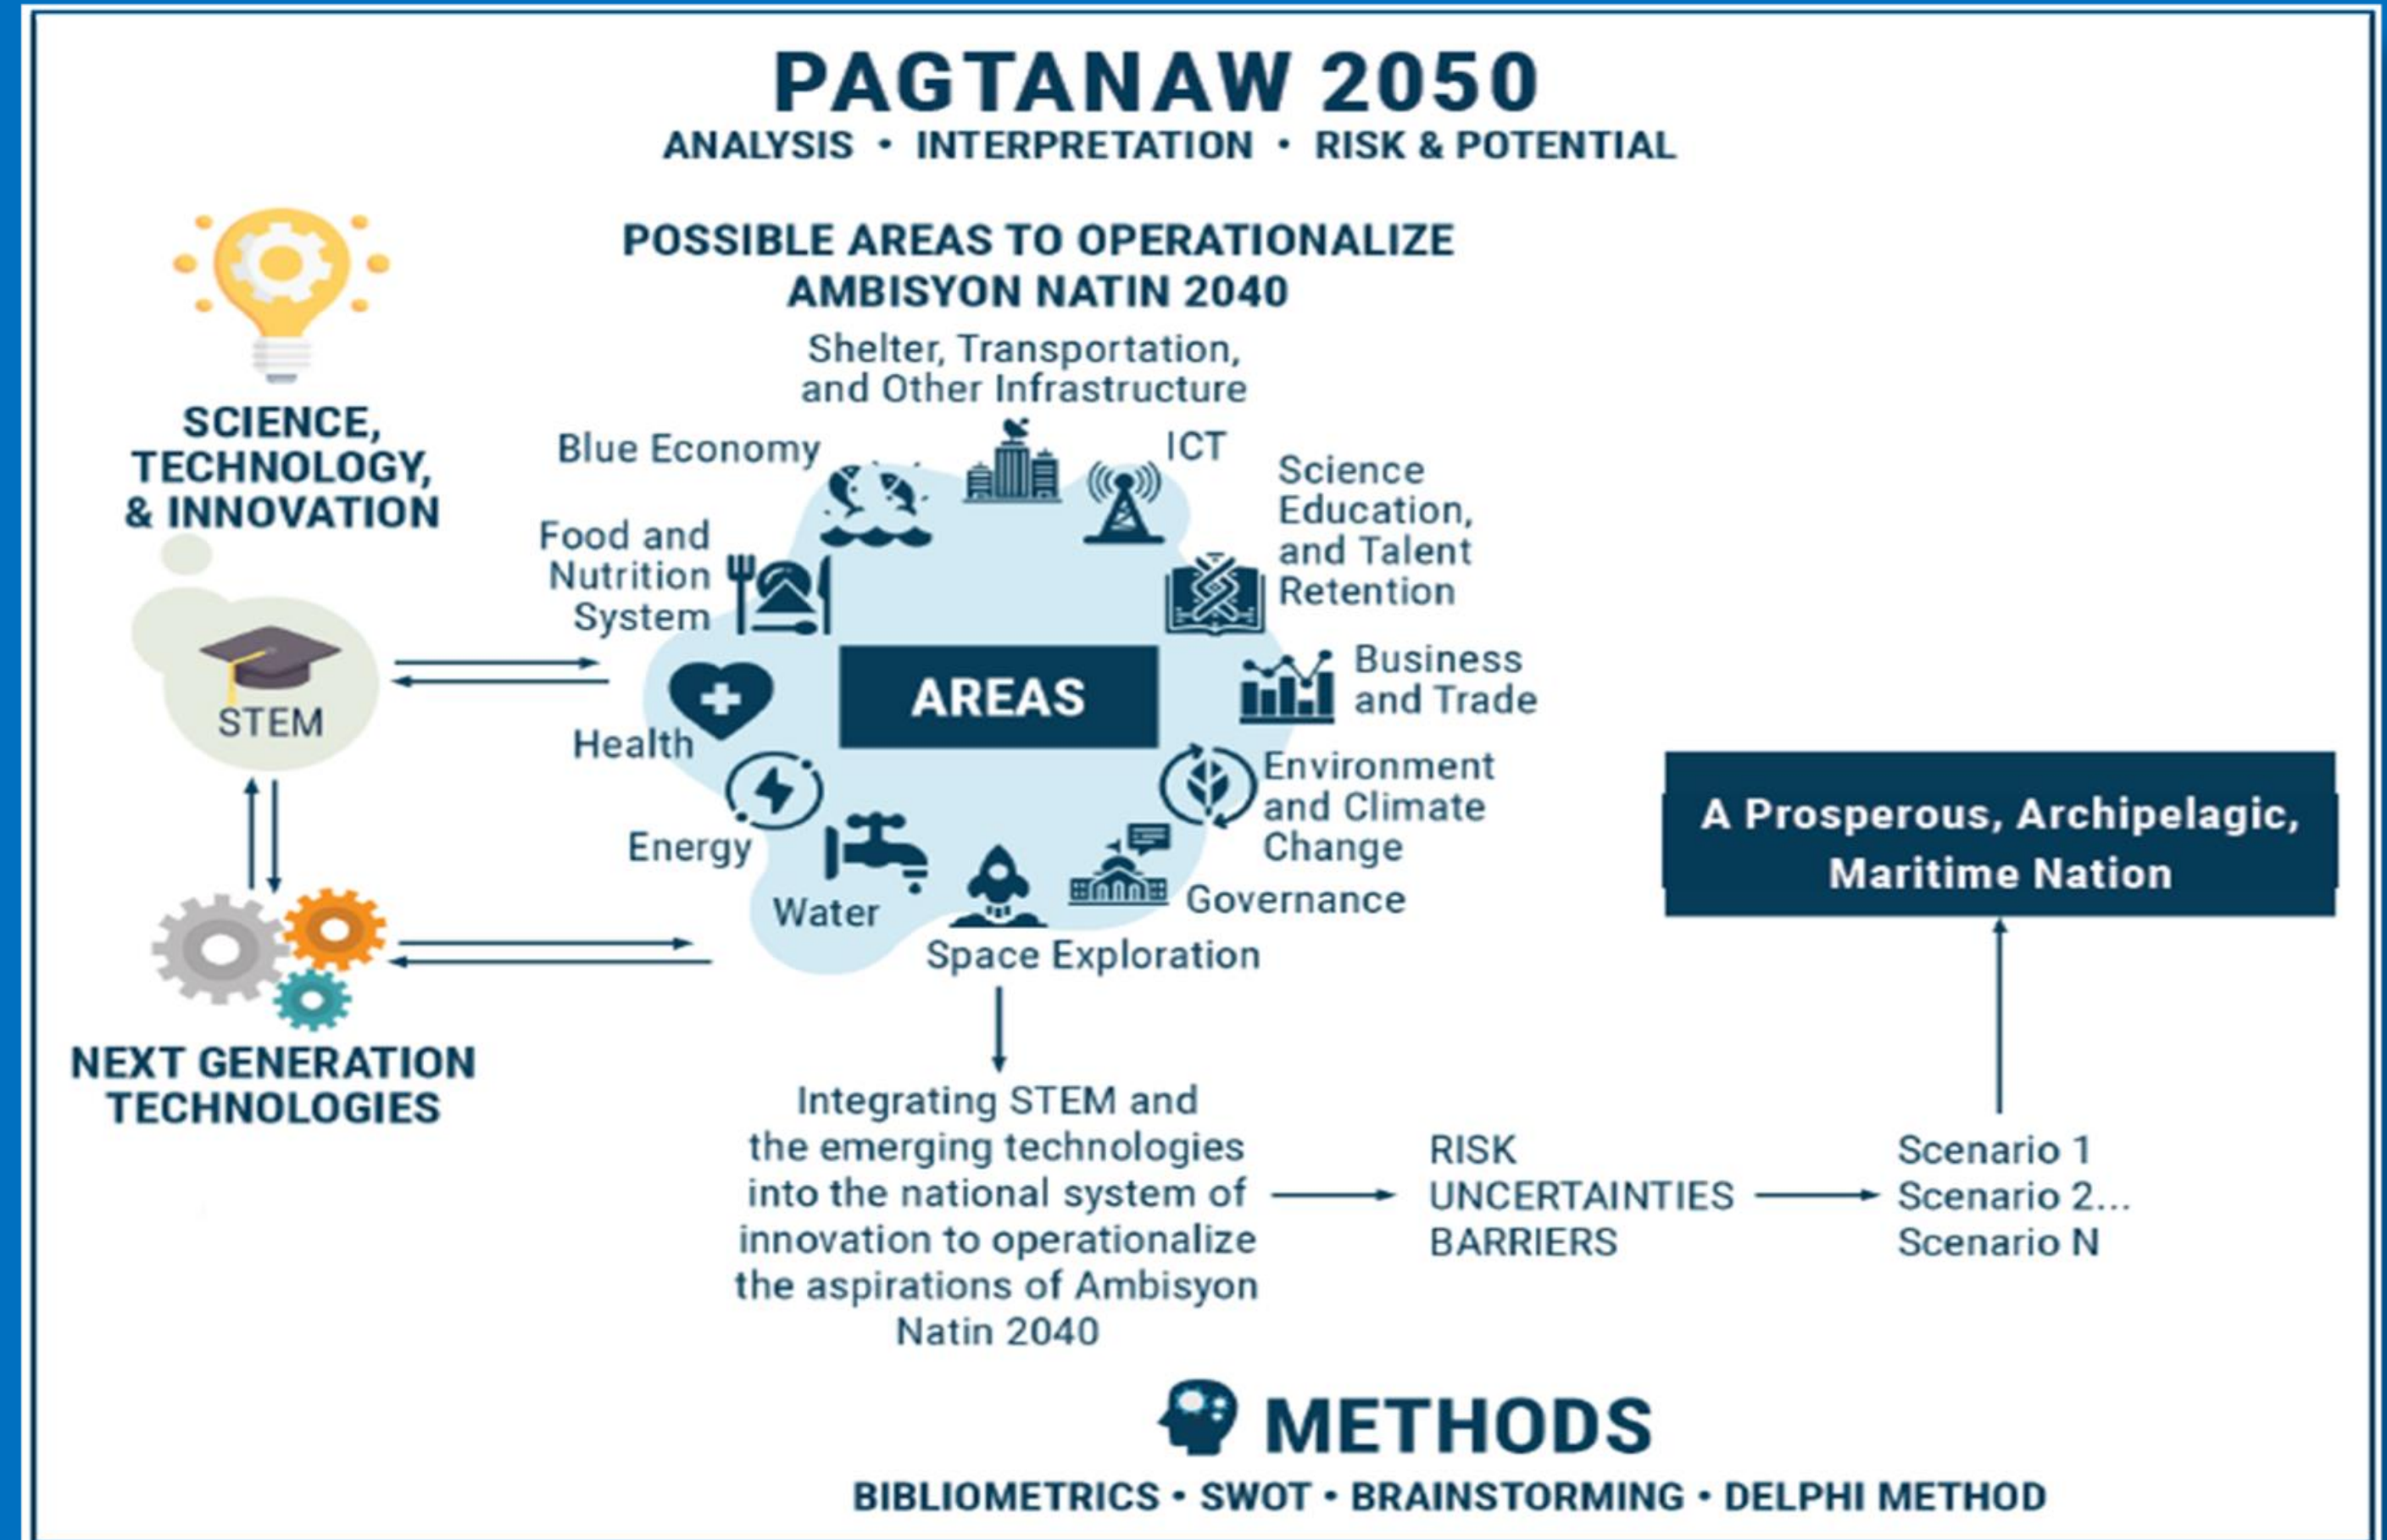 PAGTANAW 2050
ANALYSIS • INTERPRETATION • RISK & POTENTIAL
POSSIBLE AREAS TO OPERATIONALIZE
AMBISYON NATIN 2040
SCIENCE,
TECHNOLOGY,
& INNOVATION
STEM
NEXT GENERATION
TECHNOLOGIES
Shelter, Transportation,
and Other Infrastructure
Blue Economy
ICT
Food and
Nutrition
System
Science
Education,
and Talent
Retention
Health
AREAS
Business
and Trade
Energy
Environment
and Climate
Change
Water
Governance
Space Exploration
A Prosperous, Archipelagic,
Maritime Nation
Integrating STEM and
the emerging technologies
into the national system of
innovation to operationalize
the aspirations of Ambisyon
Natin 2040
RISK
UNCERTAINTIES
BARRIERS
Scenario 1
Scenario 2...
Scenario N
METHODS
BIBLIOMETRICS • SWOT • BRAINSTORMING • DELPHI METHOD